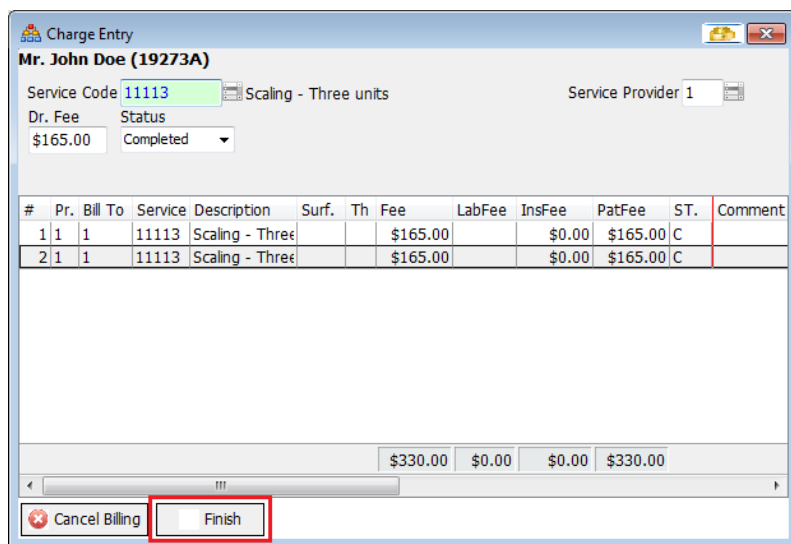 Charge Entry
Mr. John Doe (19273A)
Service Code 11113 Scaling - Three units Service Provider 1
Dr. Fee Status
$165.00 Completed
# Pr. Bill To Service Description Surf. Th Fee LabFee InsFee PatFee ST. Comment
1 1 1 11113 Scaling - Three $165.00 $0.00 $165.00 C
2 1 1 11113 Scaling - Three $165.00 $0.00 $165.00 C
$330.00 $0.00 $0.00 $330.00
Cancel Billing Finish